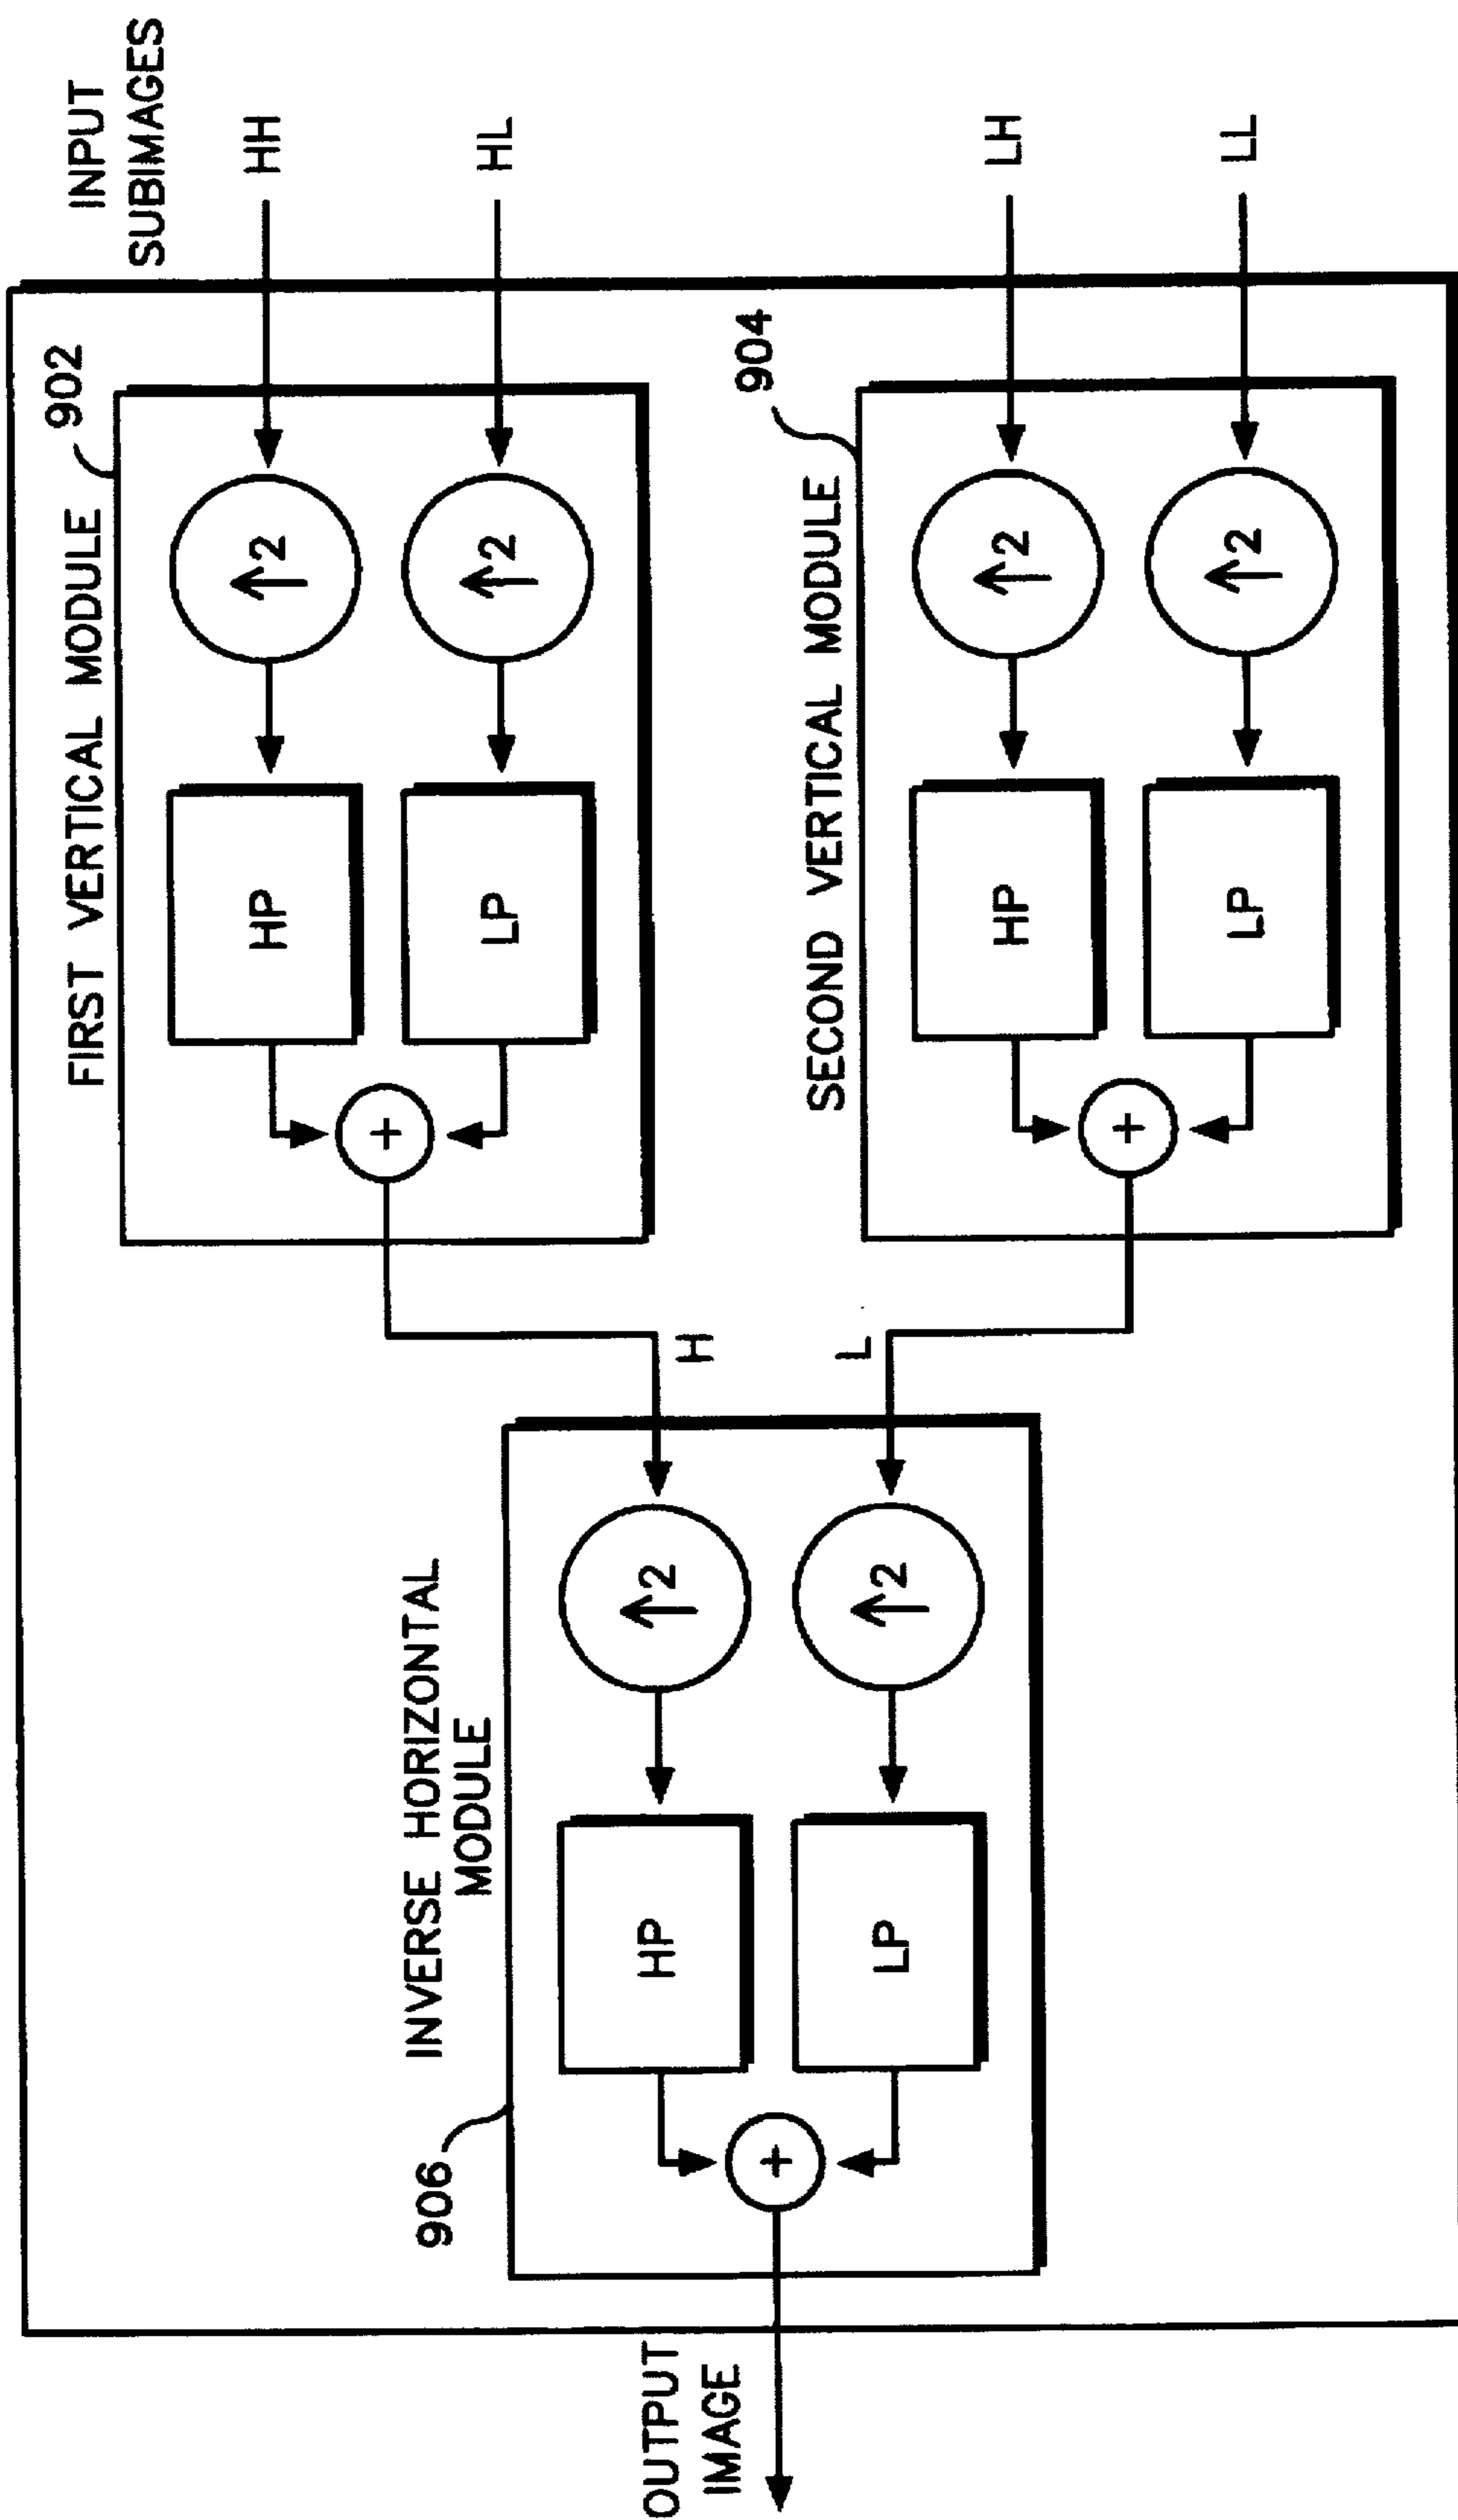 INPUT
SUBIMAGES
HH
HL
LH
LL
FIRST VERTICAL MODULE
902
↑2
↑2
HP
LP
+
SECOND VERTICAL MODULE
904
↑2
↑2
HP
LP
+
H
L
INVERSE HORIZONTAL
MODULE
906
↑2
↑2
HP
LP
+
OUTPUT
IMAGE